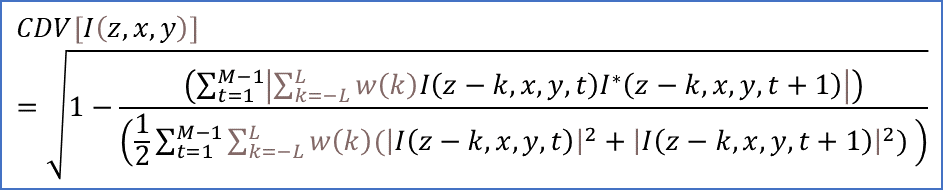 CDV[I(z, x, y)]
= √(1 − (∑_{t=1}^{M−1}|∑_{k=−L}^{L} w(k)I(z − k, x, y, t)I*(z − k, x, y, t + 1)|) / (1/2 ∑_{t=1}^{M−1} ∑_{k=−L}^{L} w(k)(|I(z − k, x, y, t)|² + |I(z − k, x, y, t + 1)|²) ))